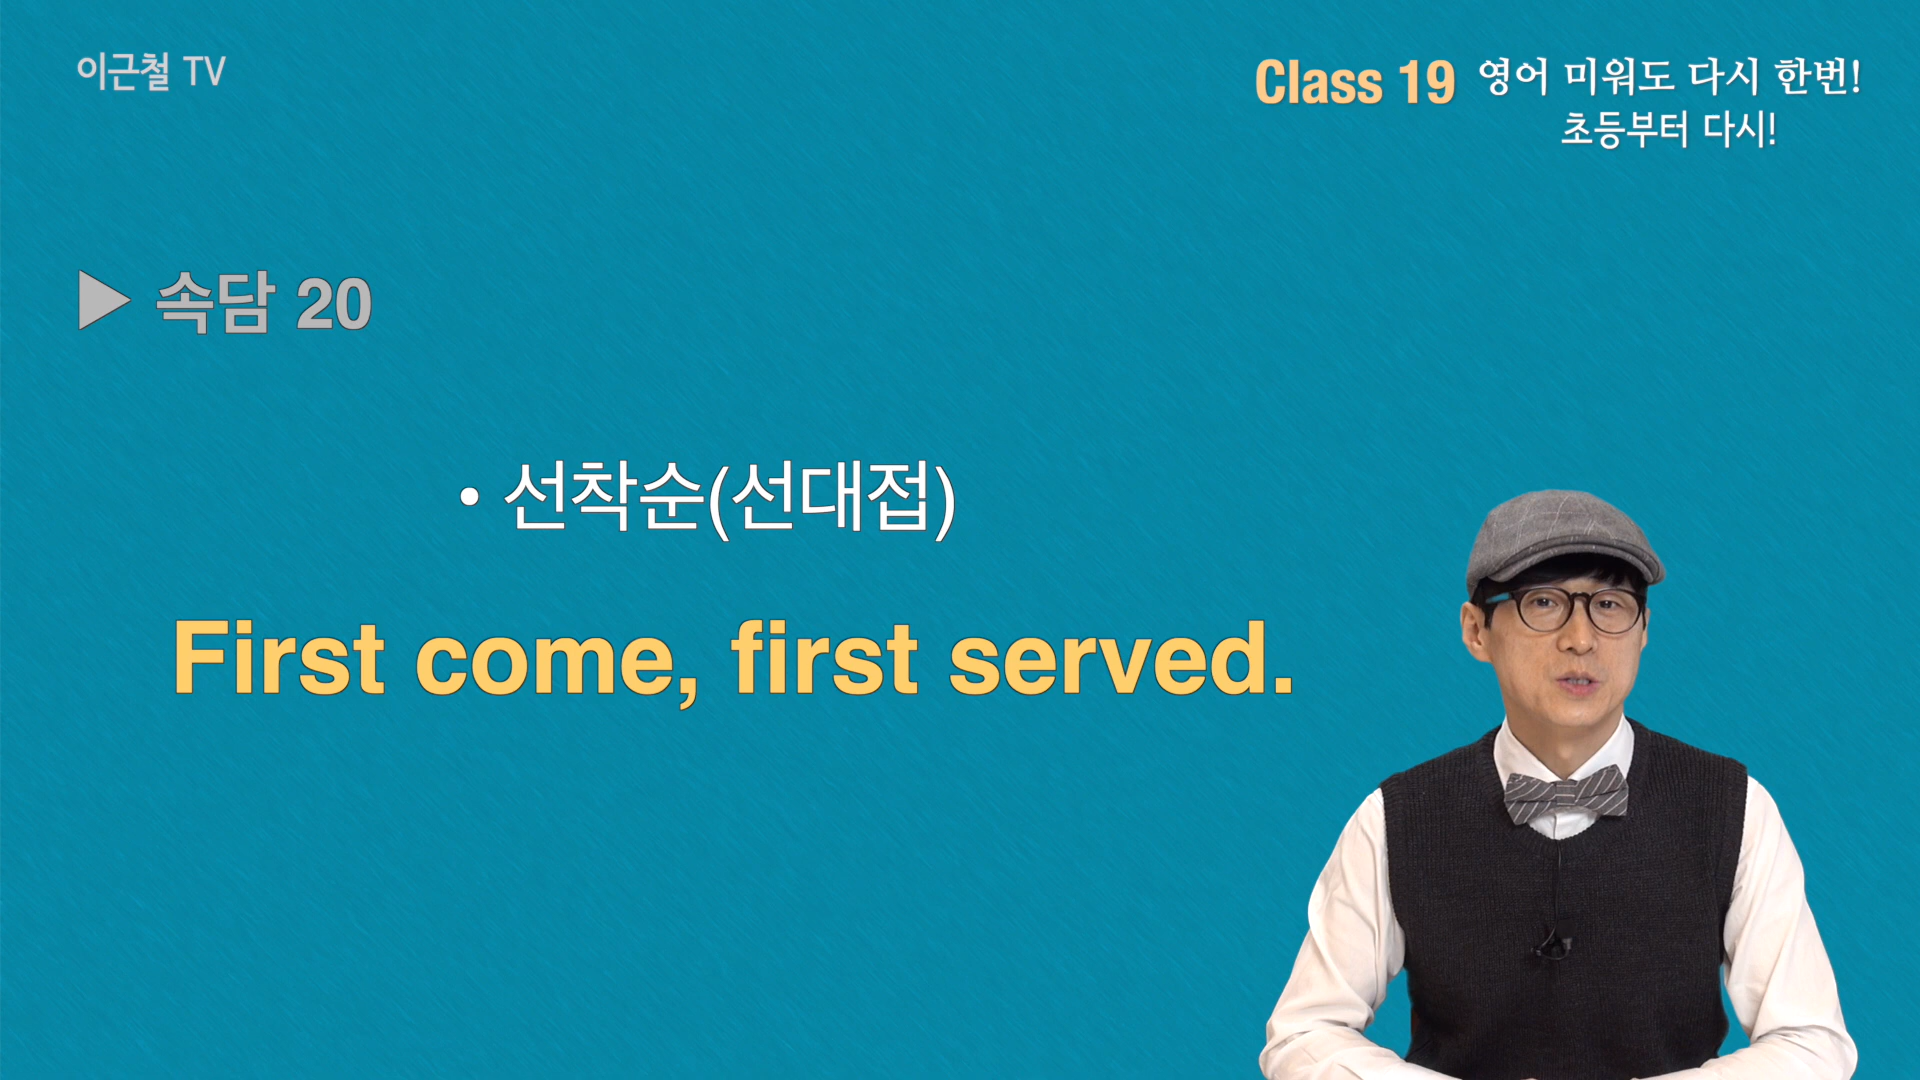 이근철 TV
Class 19 영어 미워도 다시 한번!
초등부터 다시!
▶ 속담 20
• 선착순(선대접)
First come, first served.